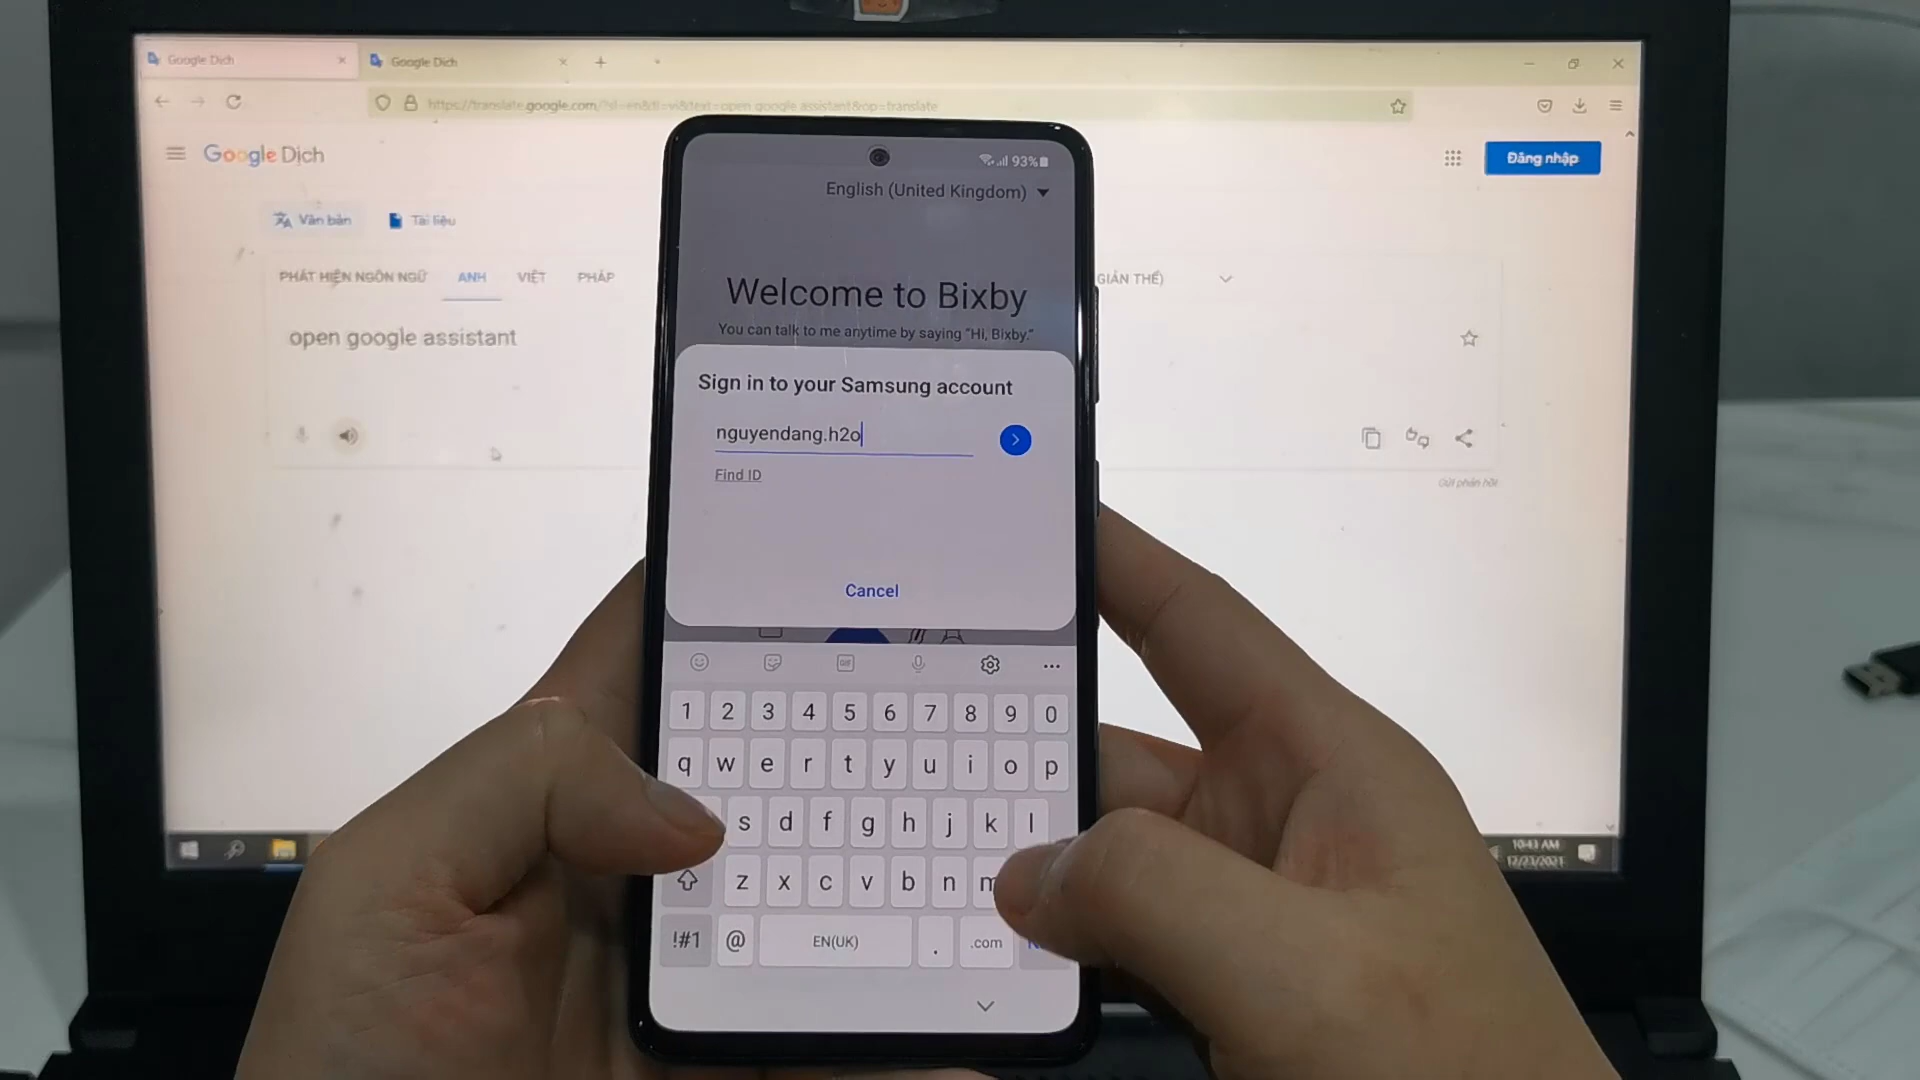 Google Dịch
Google Dịch
https://translate.google.com/?sl=en&tl=vi&text=open google assistant&op=translate
Google Dịch
Đăng nhập
Văn bản
Tài liệu
PHÁT HIỆN NGÔN NGỮ
ANH
VIỆT
PHÁP
GIẢN THỂ)
open google assistant
Gửi phản hồi
10:43 AM
12/23/2021
93%
English (United Kingdom)
Welcome to Bixby
You can talk to me anytime by saying "Hi, Bixby."
Sign in to your Samsung account
nguyendang.h2o
Find ID
Cancel
GIF
1 2 3 4 5 6 7 8 9 0
q w e r t y u i o p
s d f g h j k l
z x c v b n m
!#1 @ EN(UK) . .com